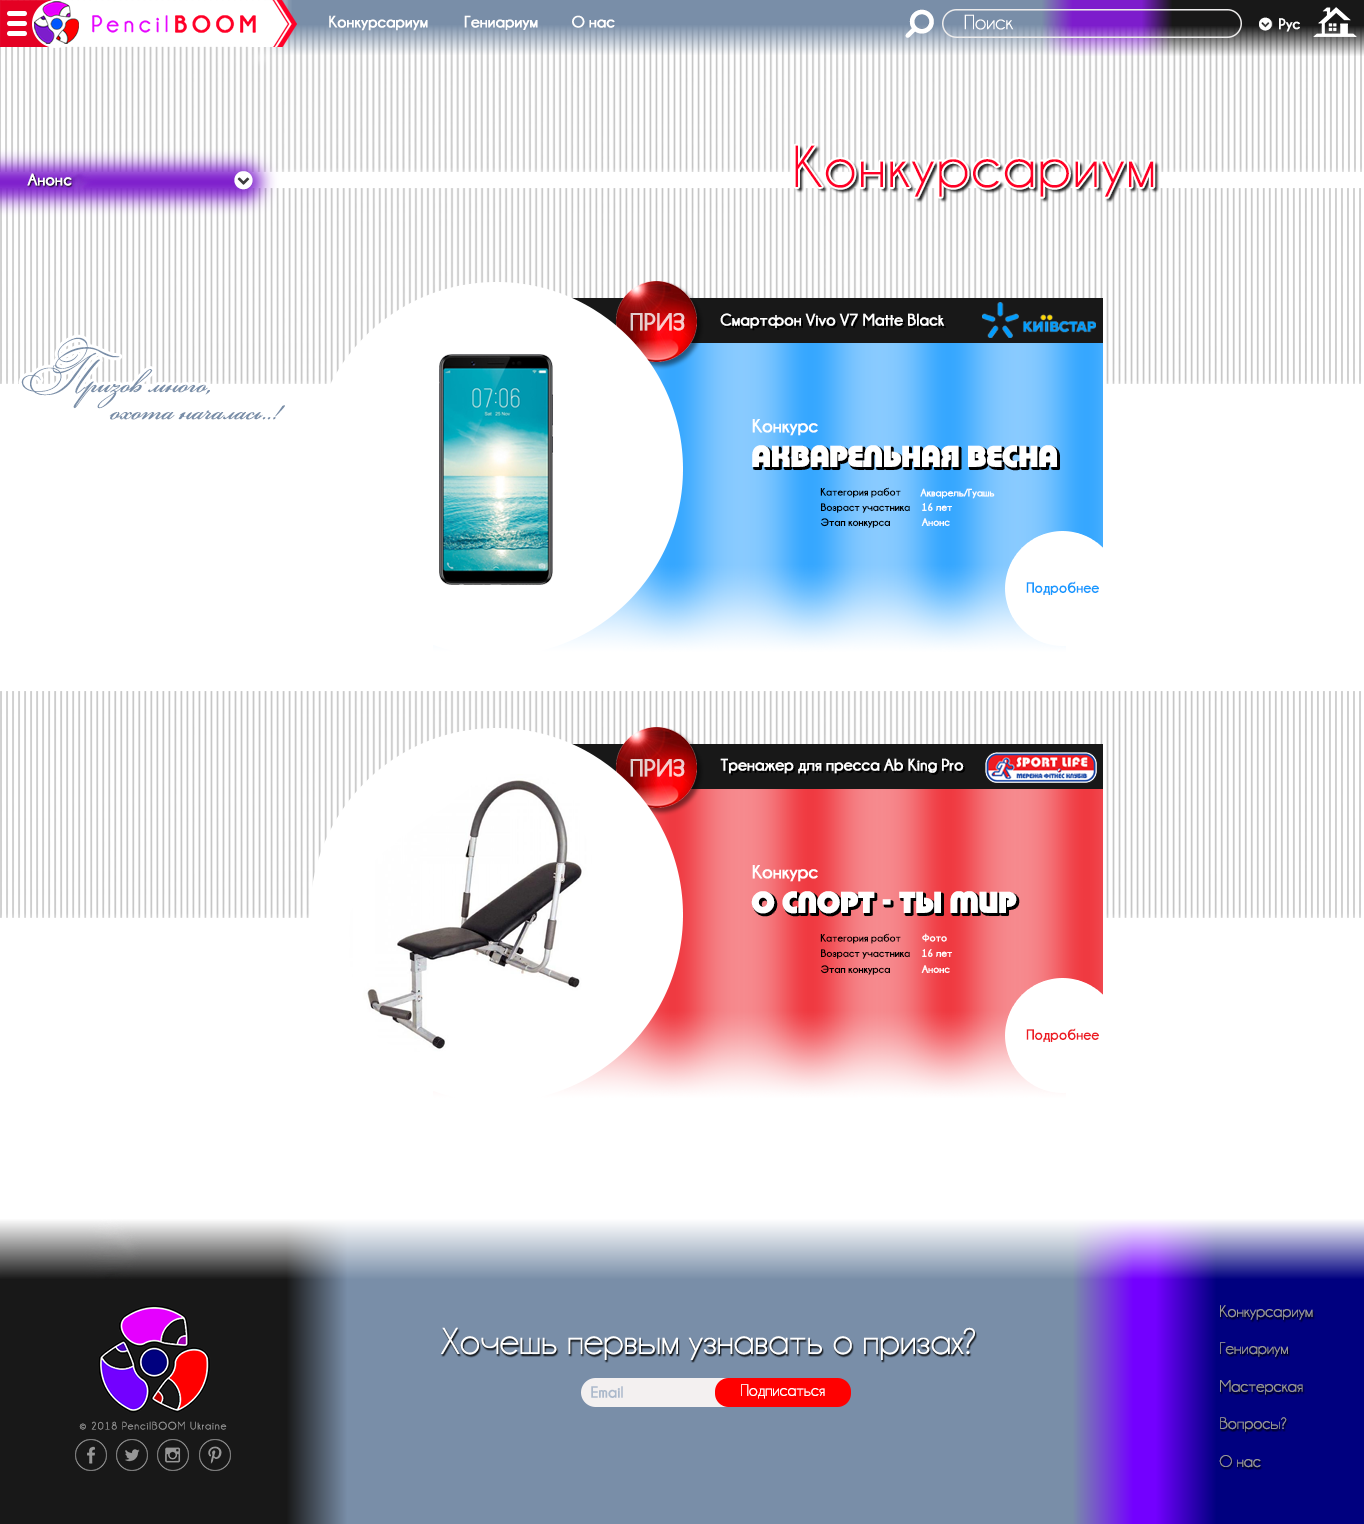 PencilBOOM
Конкурсариум Гениариум О нас
Поиск
Рус
Анонс
Конкурсариум
Призов много,
охота началась..!
ПРИЗ
Смартфон Vivo V7 Matte Black
КИЇВСТАР
07:06
Sat 25 Nov
Конкурс
АКВАРЕЛЬНАЯ ВЕСНА
Категория работ Акварель/Гуашь
Возраст участника 16 лет
Этап конкурса Анонс
Подробнее
ПРИЗ
Тренажер для пресса Ab King Pro
SPORT LIFE
МЕРЕЖА ФІТНЕС КЛУБІВ
Конкурс
О СПОРТ - ТЫ МИР
Категория работ Фото
Возраст участника 16 лет
Этап конкурса Анонс
Подробнее
Хочешь первым узнавать о призах?
Email
Подписаться
© 2018 PencilBOOM Ukraine
Конкурсариум
Гениариум
Мастерская
Вопросы?
О нас